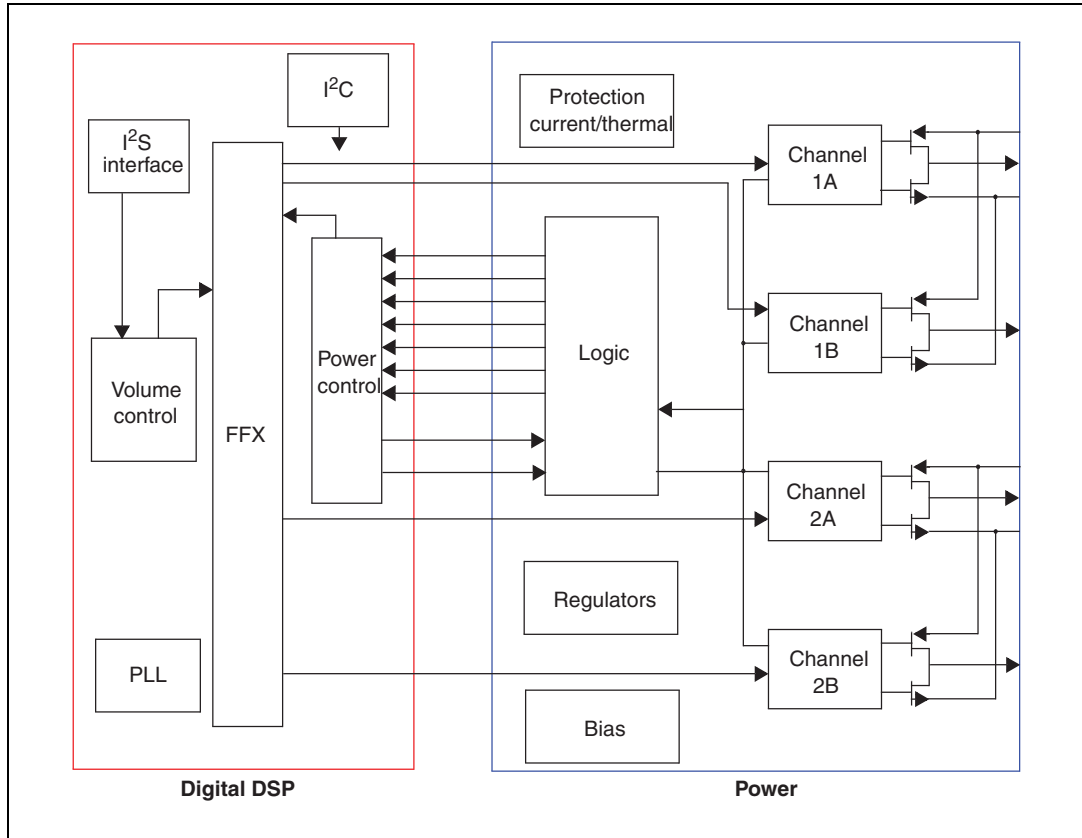 I²C
I²S
interface
Volume
control
FFX
Power
control
PLL
Digital DSP
Protection
current/thermal
Logic
Regulators
Bias
Channel
1A
Channel
1B
Channel
2A
Channel
2B
Power